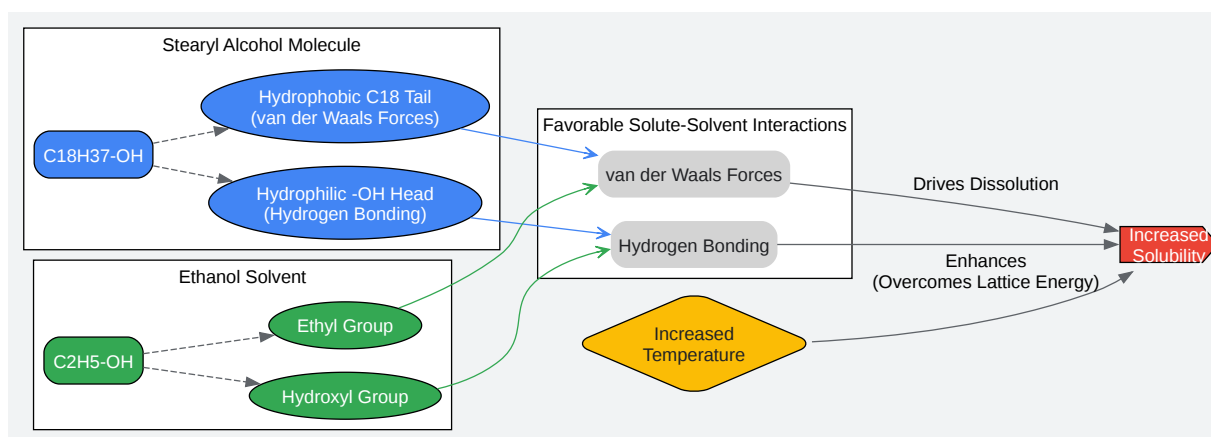 Stearyl Alcohol Molecule
C18H37-OH
Hydrophobic C18 Tail
(van der Waals Forces)
Hydrophilic -OH Head
(Hydrogen Bonding)
Ethanol Solvent
C2H5-OH
Ethyl Group
Hydroxyl Group
Favorable Solute-Solvent Interactions
van der Waals Forces
Hydrogen Bonding
Increased
Temperature
Drives Dissolution
Enhances
(Overcomes Lattice Energy)
Increased
Solubility